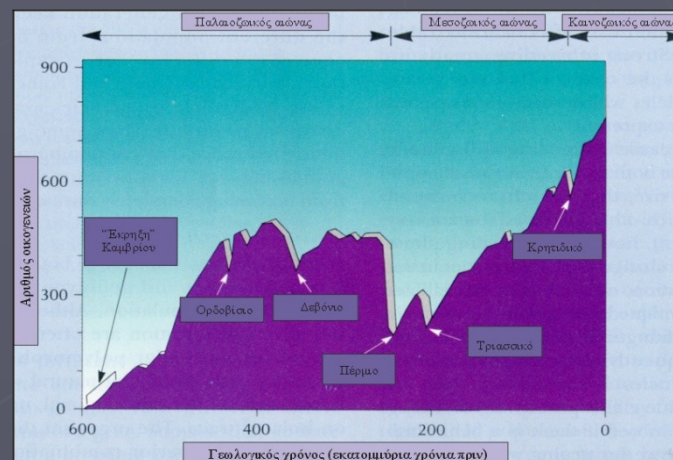 Παλαιοζωικός αιώνας
Μεσοζωικός αιώνας
Καινοζωικός αιώνας
900
600
300
0
Αριθμός οικογενειών
"Έκρηξη"
Καμβρίου
Ορδοβίσιο
Δεβόνιο
Πέρμιο
Τριασσικό
Κρητιδικό
600
400
200
0
Γεωλογικός χρόνος (εκατομμύρια χρόνια πριν)